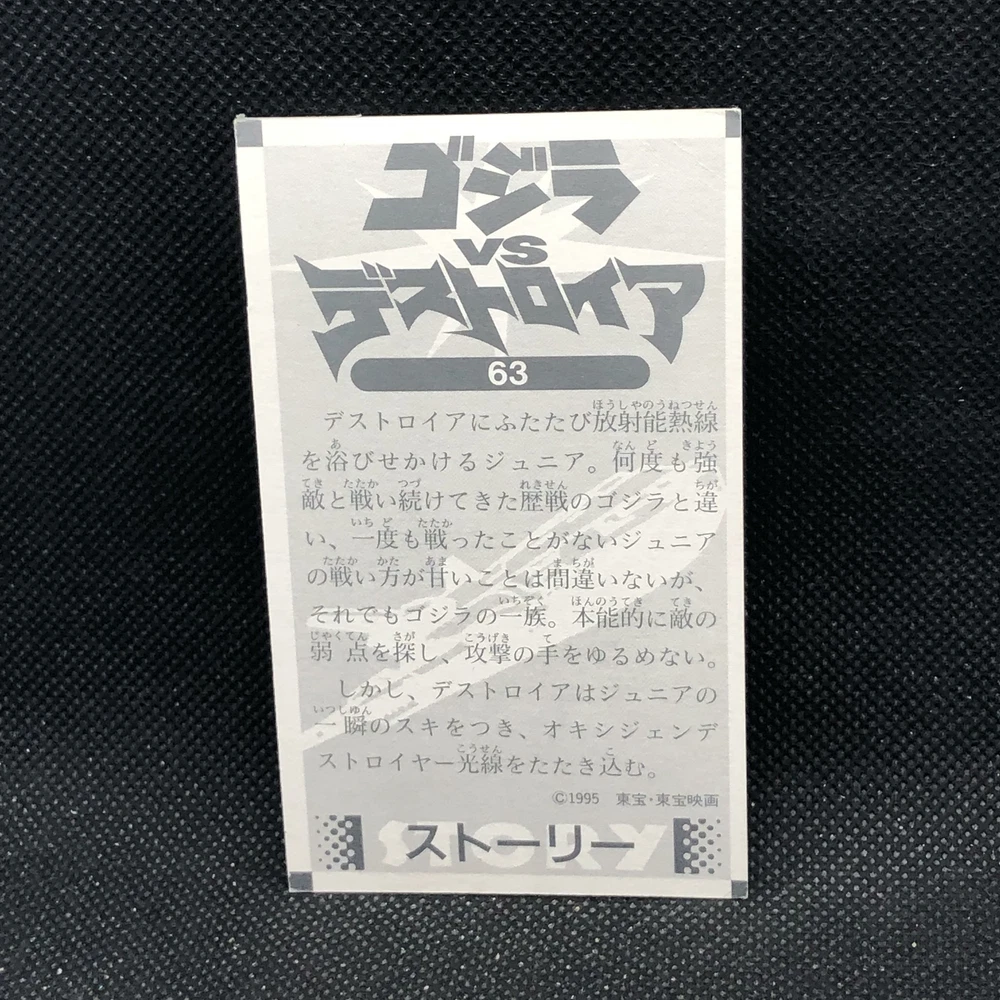 ゴジラ
VS
デストロイア
63
デストロイアにふたたび放射能熱線
を浴びせかけるジュニア。何度も強
敵と戦い続けてきた歴戦のゴジラと違
い、一度も戦ったことがないジュニア
の戦い方が甘いことは間違いないが、
それでもゴジラの一族。本能的に敵の
弱点を探し、攻撃の手をゆるめない。
しかし、デストロイアはジュニアの
一瞬のスキをつき、オキシジェンデ
ストロイヤー光線をたたき込む。
©1995 東宝・東宝映画
STORY
ストーリー